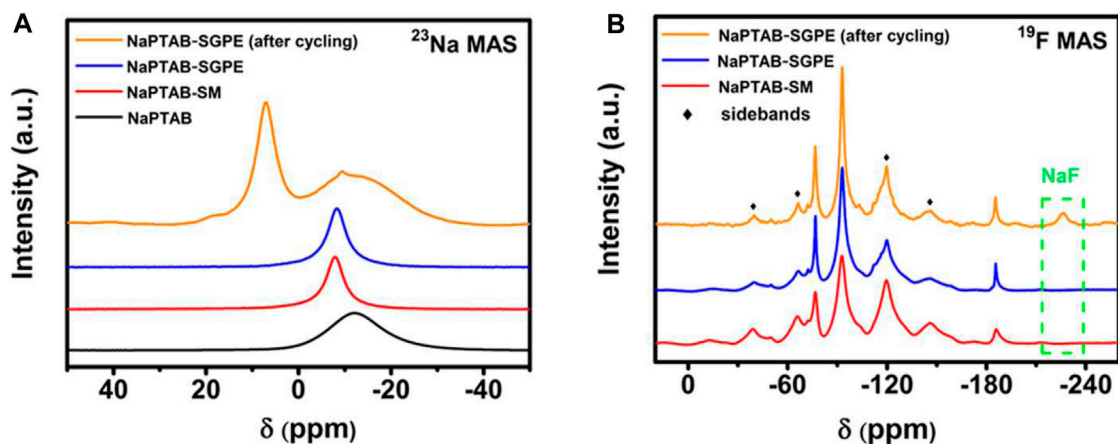 A
NaPTAB-SGPE (after cycling)
NaPTAB-SGPE
NaPTAB-SM
NaPTAB
²³Na MAS
Intensity (a.u.)
40 20 0 -20 -40
δ (ppm)
B
NaPTAB-SGPE (after cycling)
NaPTAB-SGPE
NaPTAB-SM
♦ sidebands
¹⁹F MAS
NaF
Intensity (a.u.)
0 -60 -120 -180 -240
δ (ppm)